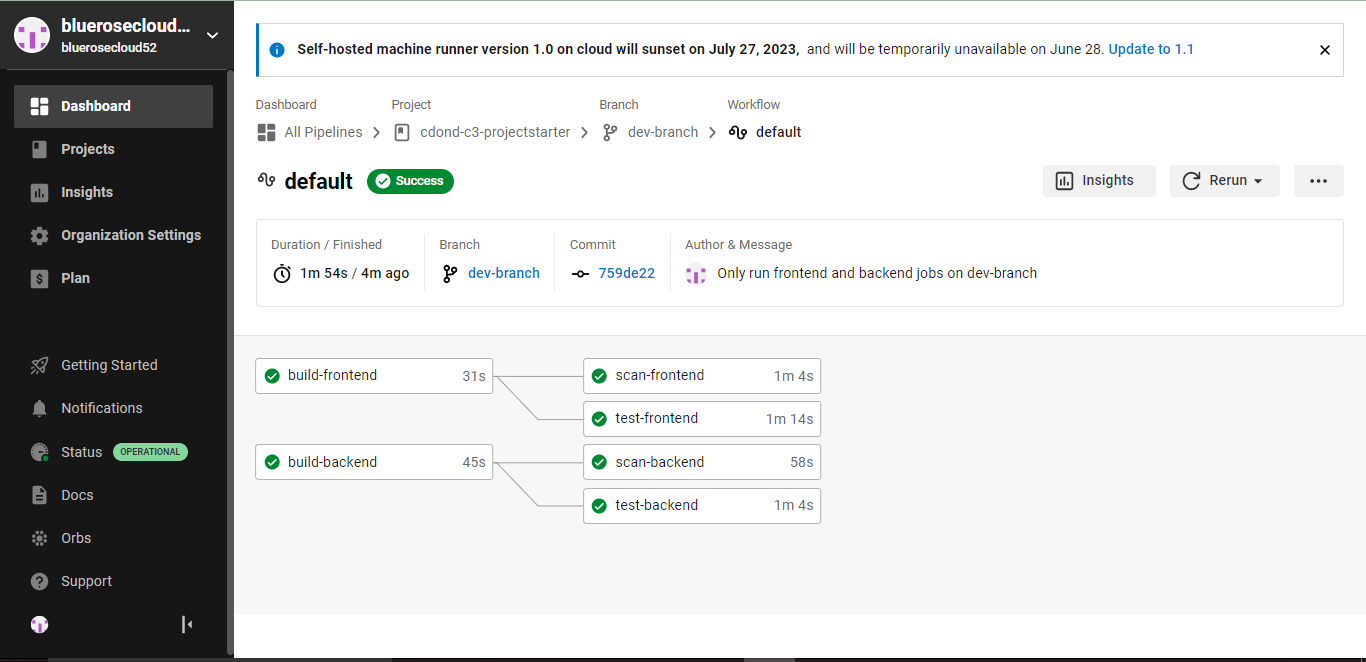 bluerosecloud...
bluerosecloud52
Dashboard
Projects
Insights
Organization Settings
Plan
Getting Started
Notifications
Status OPERATIONAL
Docs
Orbs
Support
Self-hosted machine runner version 1.0 on cloud will sunset on July 27, 2023, and will be temporarily unavailable on June 28. Update to 1.1
Dashboard Project Branch Workflow
All Pipelines cdond-c3-projectstarter dev-branch default
default Success
Insights Rerun
Duration / Finished Branch Commit Author & Message
1m 54s / 4m ago dev-branch 759de22 Only run frontend and backend jobs on dev-branch
build-frontend 31s scan-frontend 1m 4s
test-frontend 1m 14s
build-backend 45s scan-backend 58s
test-backend 1m 4s